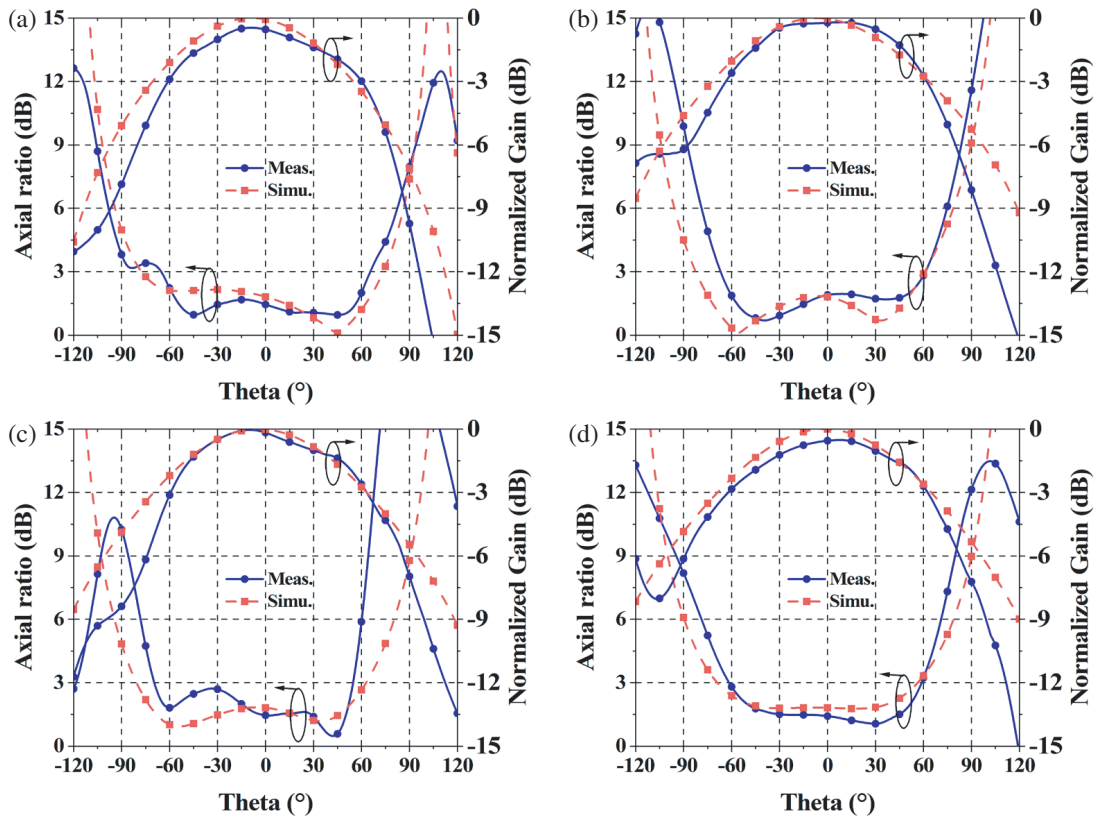 (a)
15
12
9
6
3
0
Axial ratio (dB)
0
-3
-6
-9
-12
-15
Normalized Gain (dB)
Meas.
Simu.
-120 -90 -60 -30 0 30 60 90 120
Theta (°)
(b)
15
12
9
6
3
0
Axial ratio (dB)
0
-3
-6
-9
-12
-15
Normalized Gain (dB)
Meas.
Simu.
-120 -90 -60 -30 0 30 60 90 120
Theta (°)
(c)
15
12
9
6
3
0
Axial ratio (dB)
0
-3
-6
-9
-12
-15
Normalized Gain (dB)
Meas.
Simu.
-120 -90 -60 -30 0 30 60 90 120
Theta (°)
(d)
15
12
9
6
3
0
Axial ratio (dB)
0
-3
-6
-9
-12
-15
Normalized Gain (dB)
Meas.
Simu.
-120 -90 -60 -30 0 30 60 90 120
Theta (°)